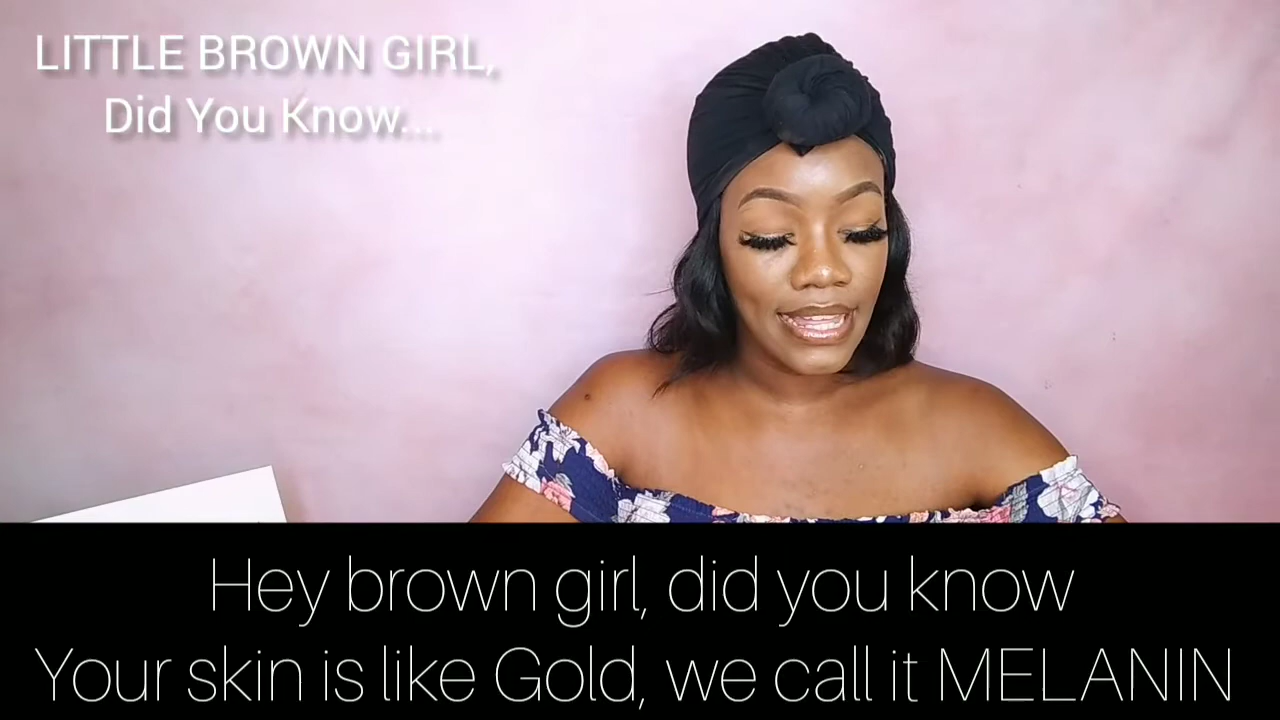 LITTLE BROWN GIRL,
Did You Know...
Hey brown girl, did you know
Your skin is like Gold, we call it MELANIN